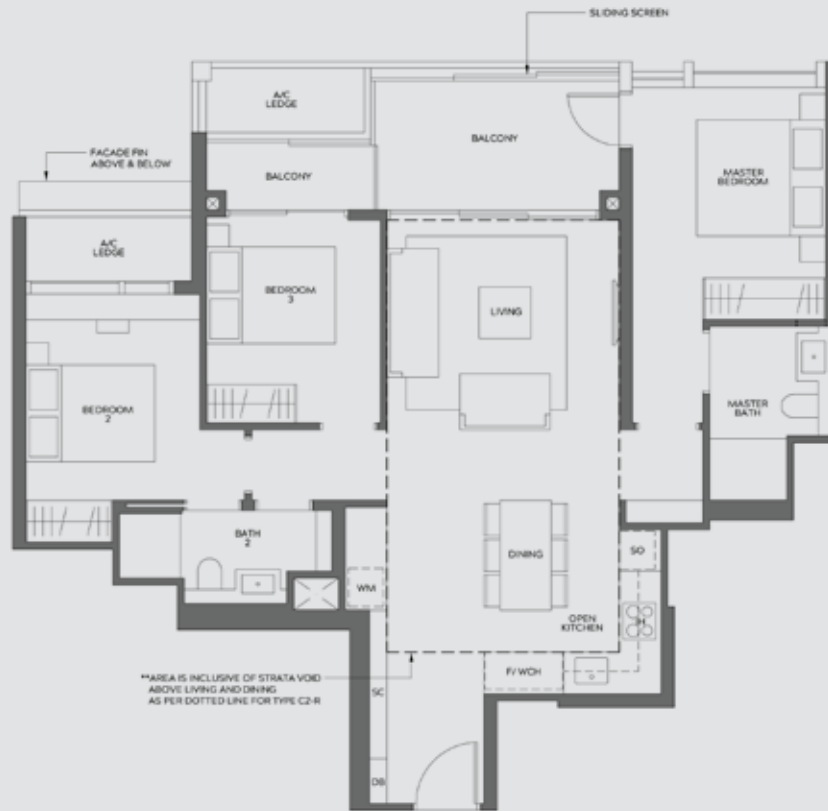 SLIDING SCREEN
A/C
LEDGE
BALCONY
FACADE FIN
ABOVE & BELOW
BALCONY
MASTER
BEDROOM
A/C
LEDGE
BEDROOM
3
LIVING
BEDROOM
2
MASTER
BATH
BATH
2
DINING
SO
WM
OPEN
KITCHEN
IH
F/ WCH
**AREA IS INCLUSIVE OF STRATA VOID
ABOVE LIVING AND DINING
AS PER DOTTED LINE FOR TYPE C2-R
SC
DB